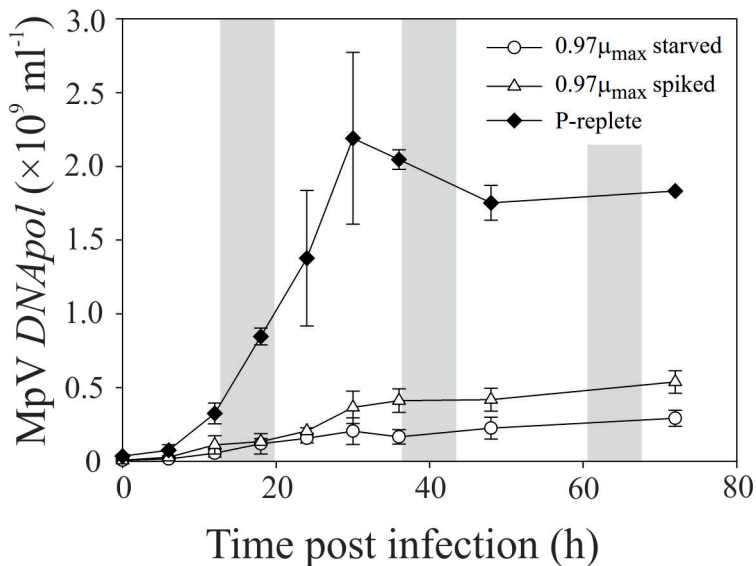 MpV DNApol (×10⁹ ml⁻¹)
3.0
2.5
2.0
1.5
1.0
0.5
0
0.97μmax starved
0.97μmax spiked
P-replete
0 20 40 60 80
Time post infection (h)